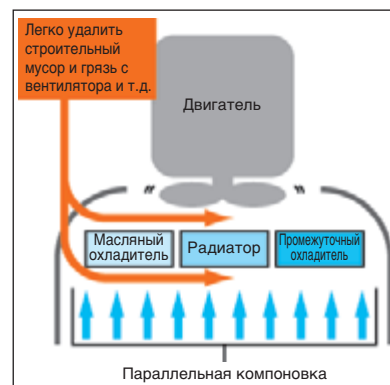 Легко удалить
строительный
мусор и грязь с
вентилятора и т.д.
Двигатель
Масляный
охладитель
Радиатор
Промежуточный
охладитель
Параллельная компоновка